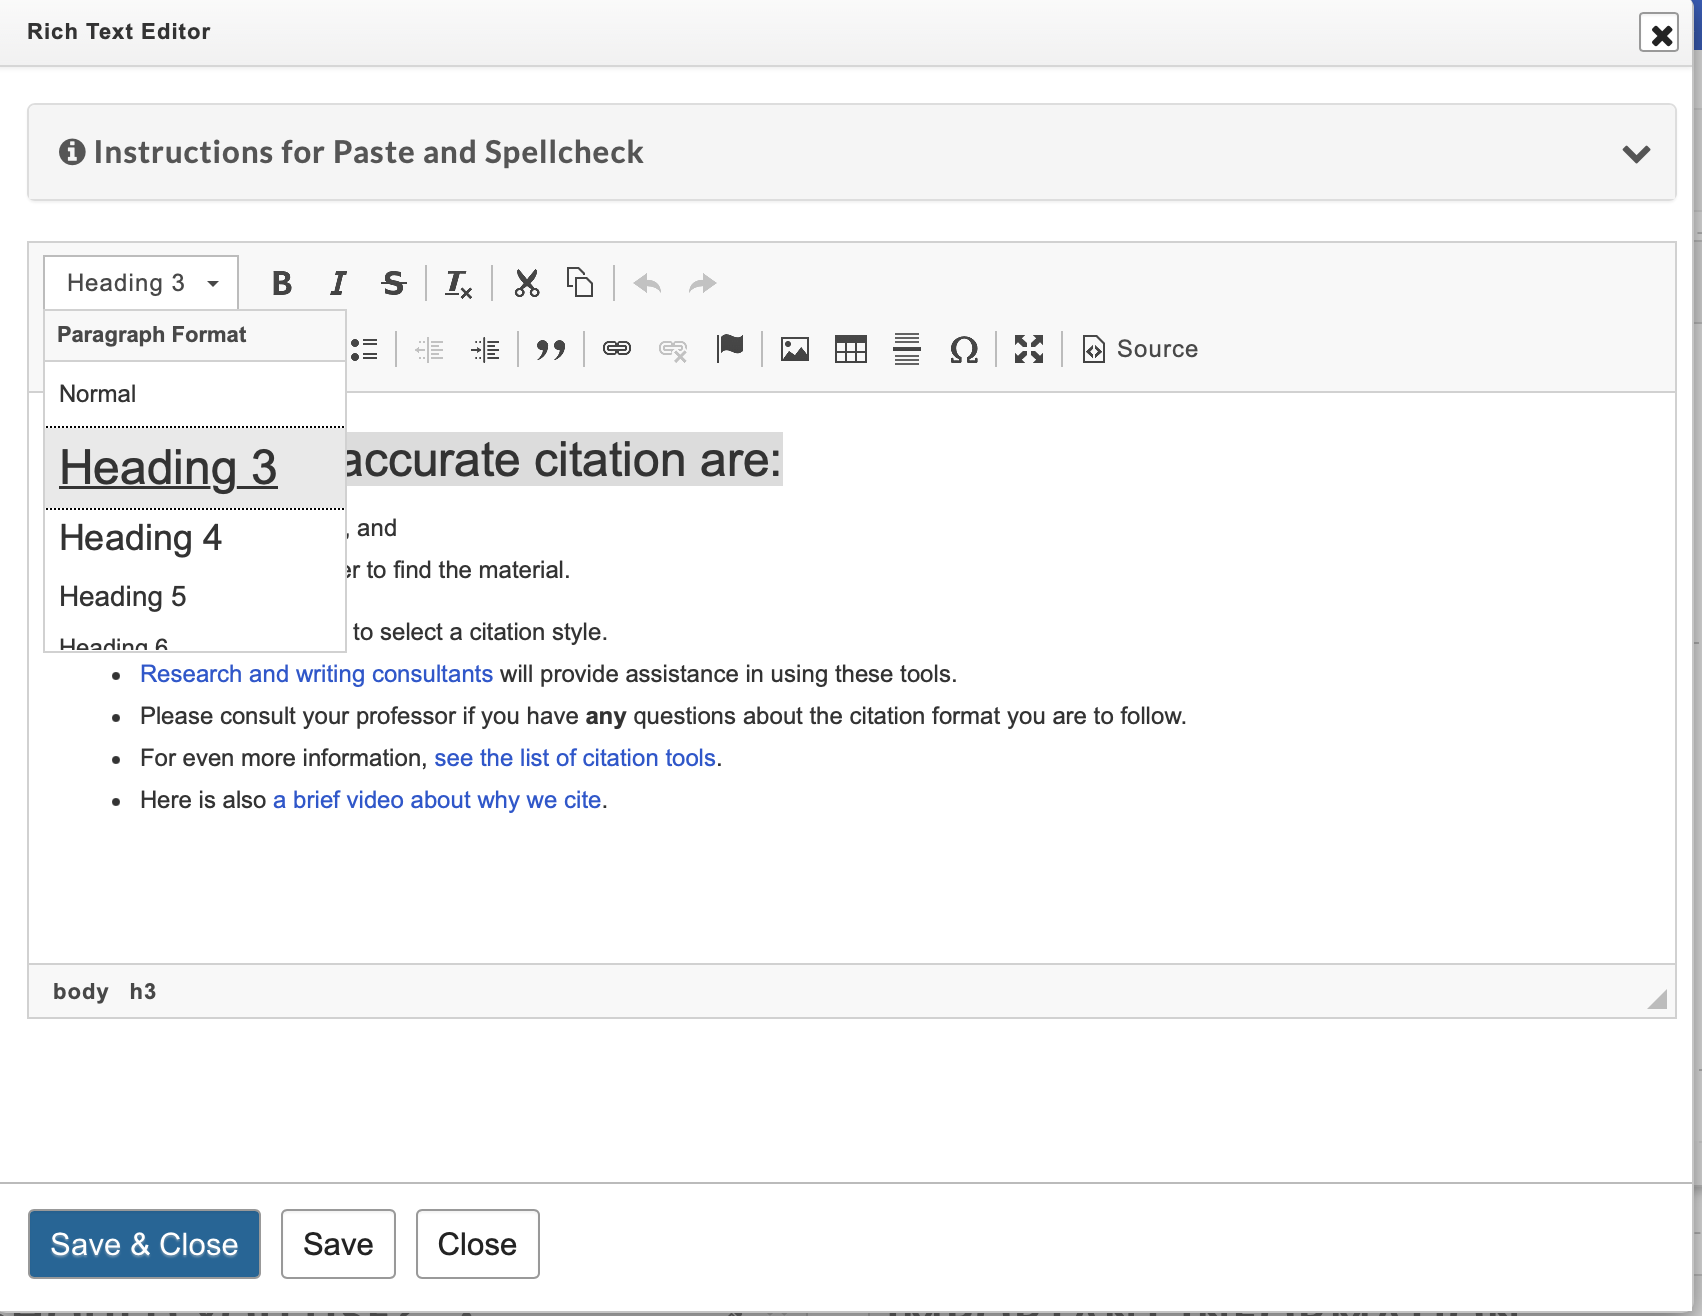 Rich Text Editor
Instructions for Paste and Spellcheck
Heading 3
Source
Paragraph Format
Normal
Heading 3
Heading 4
Heading 5
Heading 6
accurate citation are:
, and
to find the material.
to select a citation style.
Research and writing consultants will provide assistance in using these tools.
Please consult your professor if you have any questions about the citation format you are to follow.
For even more information, see the list of citation tools.
Here is also a brief video about why we cite.
body h3
Save & Close Save Close